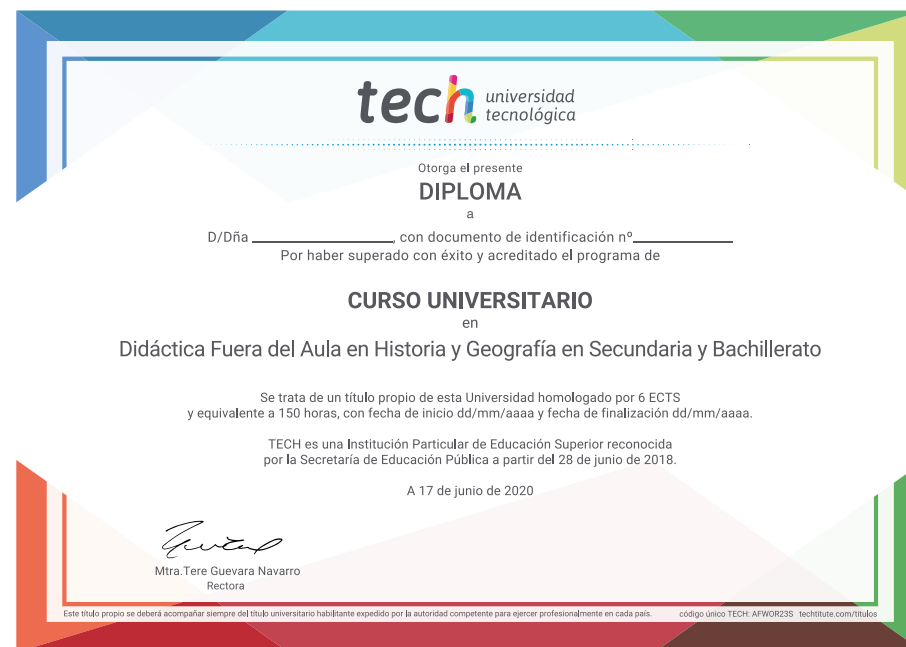 tech universidad
tecnológica
Otorga el presente
DIPLOMA
a
D/Dña ____________________, con documento de identificación nº______________
Por haber superado con éxito y acreditado el programa de
CURSO UNIVERSITARIO
en
Didáctica Fuera del Aula en Historia y Geografía en Secundaria y Bachillerato
Se trata de un título propio de esta Universidad homologado por 6 ECTS
y equivalente a 150 horas, con fecha de inicio dd/mm/aaaa y fecha de finalización dd/mm/aaaa.
TECH es una Institución Particular de Educación Superior reconocida
por la Secretaría de Educación Pública a partir del 28 de junio de 2018.
A 17 de junio de 2020
Mtra.Tere Guevara Navarro
Rectora
Este título propio se deberá acompañar siempre del título universitario habilitante expedido por la autoridad competente para ejercer profesionalmente en cada país. código único TECH: AFWOR23S techtitute.com/titulos